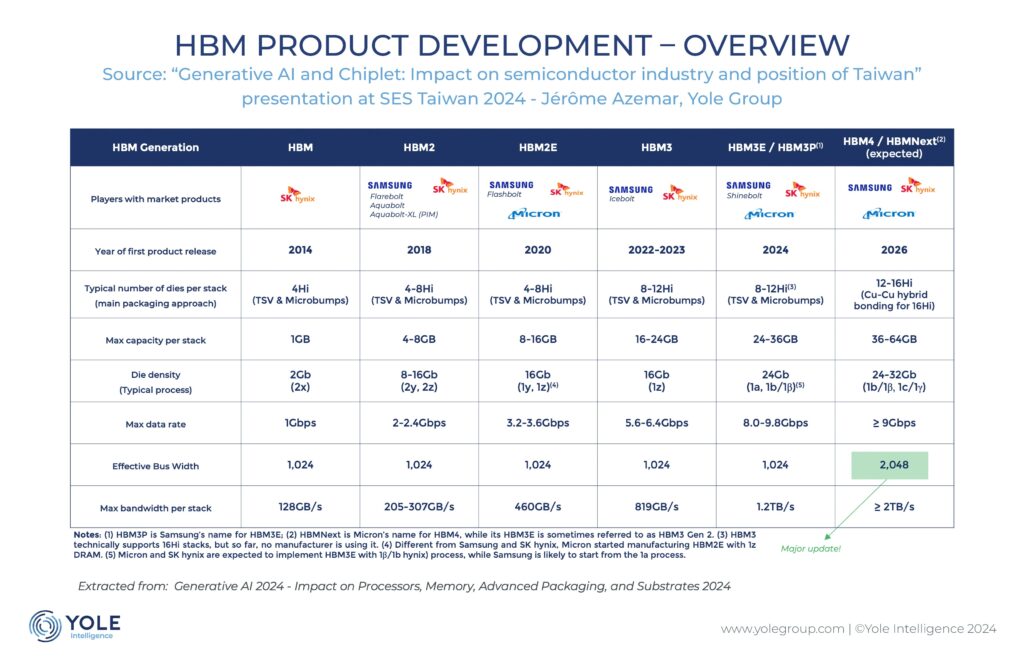 HBM PRODUCT DEVELOPMENT – OVERVIEW
Source: “Generative AI and Chiplet: Impact on semiconductor industry and position of Taiwan”
presentation at SES Taiwan 2024 - Jérôme Azemar, Yole Group
HBM Generation
HBM
HBM2
HBM2E
HBM3
HBM3E / HBM3P(1)
HBM4 / HBMNext(2)
(expected)
Players with market products
SK hynix
SAMSUNG
Flarebolt
Aquabolt
Aquabolt-XL (PIM)
SK hynix
SAMSUNG
Flashbolt
SK hynix
Micron
SAMSUNG
Icebolt
SK hynix
SAMSUNG
Shinebolt
SK hynix
Micron
SAMSUNG
SK hynix
Micron
Year of first product release
2014
2018
2020
2022-2023
2024
2026
Typical number of dies per stack
(main packaging approach)
4Hi
(TSV & Microbumps)
4-8Hi
(TSV & Microbumps)
4-8Hi
(TSV & Microbumps)
8-12Hi
(TSV & Microbumps)
8-12Hi(3)
(TSV & Microbumps)
12-16Hi
(Cu-Cu hybrid
bonding for 16Hi)
Max capacity per stack
1GB
4-8GB
8-16GB
16-24GB
24-36GB
36-64GB
Die density
(Typical process)
2Gb
(2x)
8-16Gb
(2y, 2z)
16Gb
(1y, 1z)(4)
16Gb
(1z)
24Gb
(1a, 1b/1β)(5)
24-32Gb
(1b/1β, 1c/1γ)
Max data rate
1Gbps
2-2.4Gbps
3.2-3.6Gbps
5.6-6.4Gbps
8.0-9.8Gbps
≥ 9Gbps
Effective Bus Width
1,024
1,024
1,024
1,024
1,024
2,048
Max bandwidth per stack
128GB/s
205-307GB/s
460GB/s
819GB/s
1.2TB/s
≥ 2TB/s
Notes: (1) HBM3P is Samsung's name for HBM3E; (2) HBMNext is Micron's name for HBM4, while its HBM3E is sometimes referred to as HBM3 Gen 2. (3) HBM3
technically supports 16Hi stacks, but so far, no manufacturer is using it. (4) Different from Samsung and SK hynix, Micron started manufacturing HBM2E with 1z
DRAM. (5) Micron and SK hynix are expected to implement HBM3E with 1β/1b hynix) process, while Samsung is likely to start from the 1a process.
Major update!
Extracted from: Generative AI 2024 - Impact on Processors, Memory, Advanced Packaging, and Substrates 2024
YOLE
Intelligence
www.yolegroup.com | ©Yole Intelligence 2024